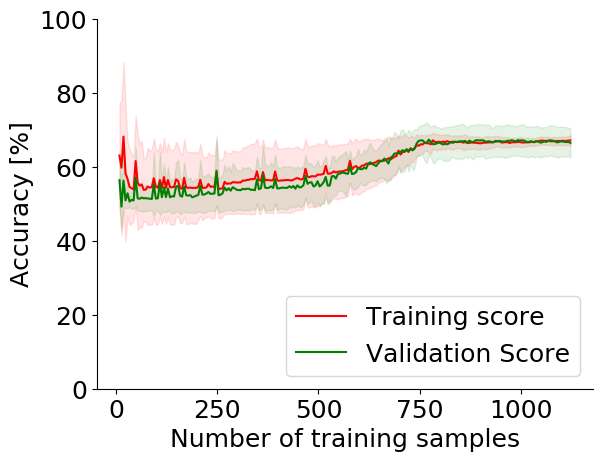 Accuracy [%]
100
80
60
40
20
0
Training score
Validation Score
0 250 500 750 1000
Number of training samples